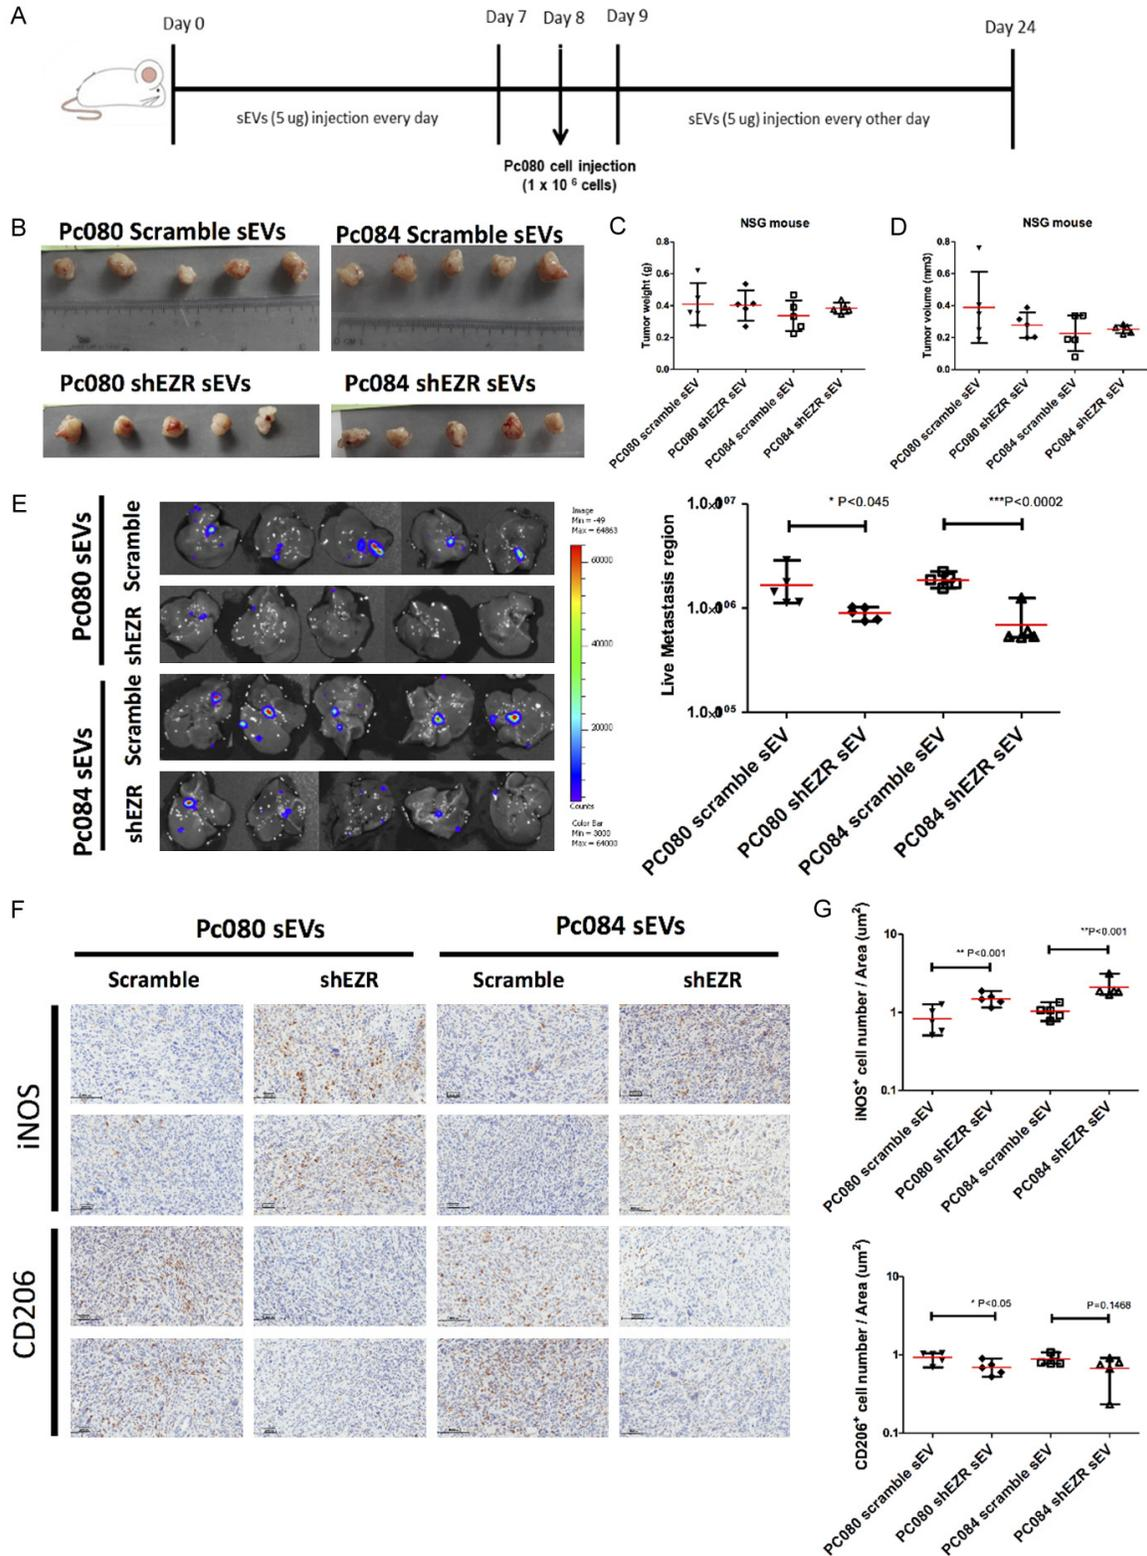 A
Day 0
Day 7
Day 8
Day 9
Day 24
sEVs (5 ug) injection every day
sEVs (5 ug) injection every other day
Pc080 cell injection
(1 x 10 6 cells)
B
Pc080 Scramble sEVs
Pc084 Scramble sEVs
Pc080 shEZR sEVs
Pc084 shEZR sEVs
C
NSG mouse
Tumor weight (g)
0.8
0.6
0.4
0.2
0.0
PC080 scramble sEV
PC080 shEZR sEV
PC084 scramble sEV
PC084 shEZR sEV
D
NSG mouse
Tumor volume (mm3)
0.8
0.6
0.4
0.2
0.0
PC080 scramble sEV
PC080 shEZR sEV
PC084 scramble sEV
PC084 shEZR sEV
E
Pc080 sEVs
Scramble
shEZR
Pc084 sEVs
Scramble
shEZR
Image
Min = -49
Max = 64863
60000
40000
20000
Counts
Color Bar
Min = 3000
Max = 64000
Live Metastasis region
* P<0.045
***P<0.0002
PC080 scramble sEV
PC080 shEZR sEV
PC084 scramble sEV
PC084 shEZR sEV
F
Pc080 sEVs
Pc084 sEVs
Scramble
shEZR
Scramble
shEZR
iNOS
CD206
G
iNOS+ cell number / Area (um2)
10
1
0.1
** P<0.001
**P<0.001
PC080 scramble sEV
PC080 shEZR sEV
PC084 scramble sEV
PC084 shEZR sEV
CD206+ cell number / Area (um2)
10
1
0.1
* P<0.05
P=0.1468
PC080 scramble sEV
PC080 shEZR sEV
PC084 scramble sEV
PC084 shEZR sEV